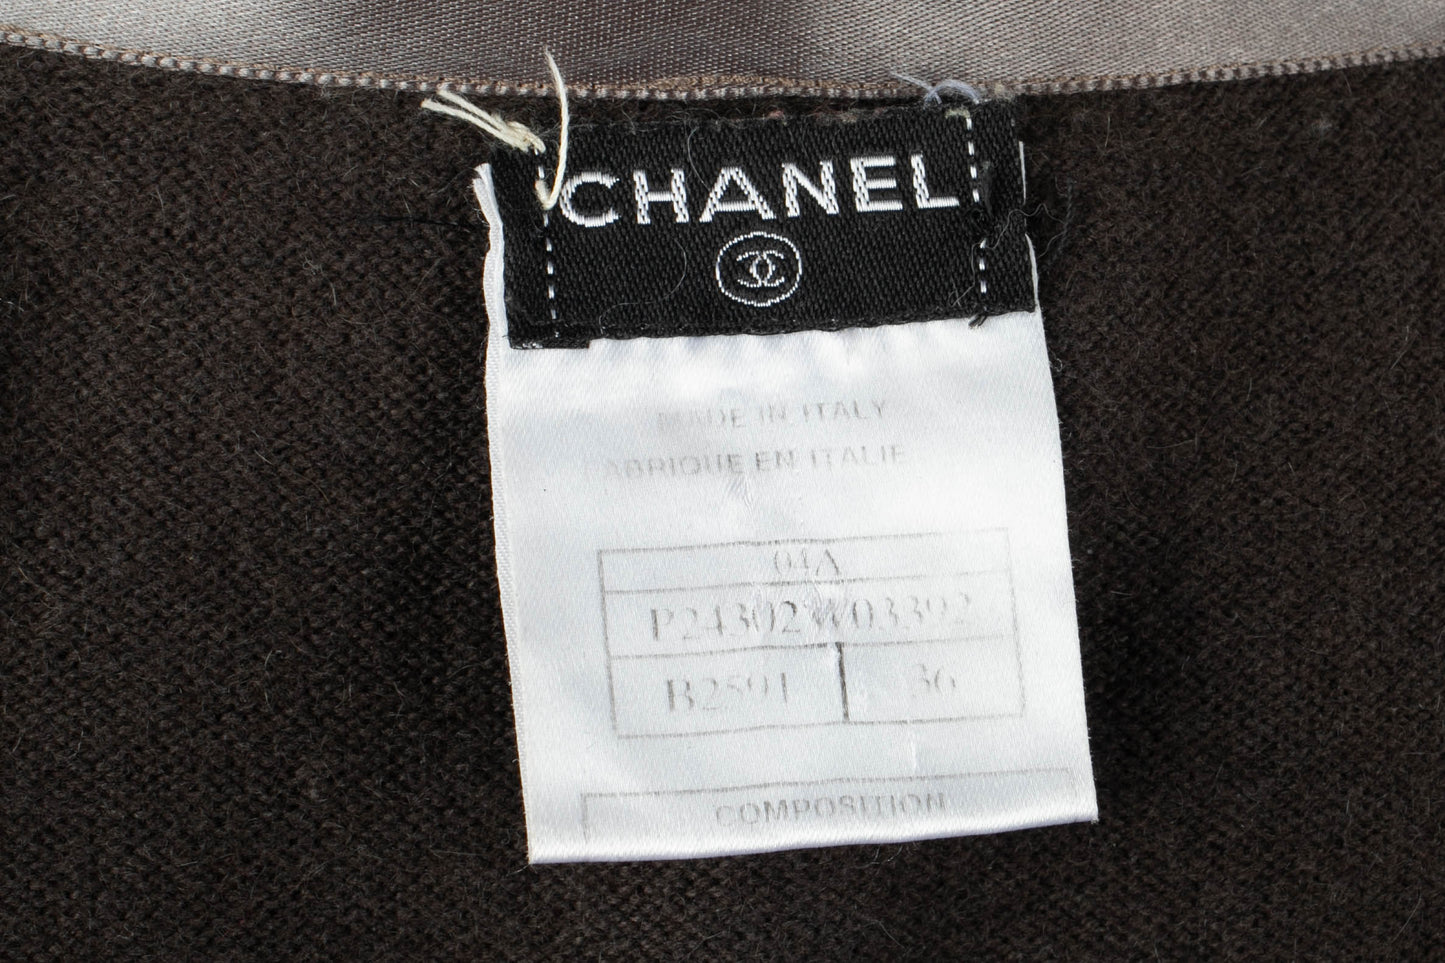 CHANEL
MADE IN ITALY
FABRIQUE EN ITALIE
04A
P24302W03392
B2591 36
COMPOSITION